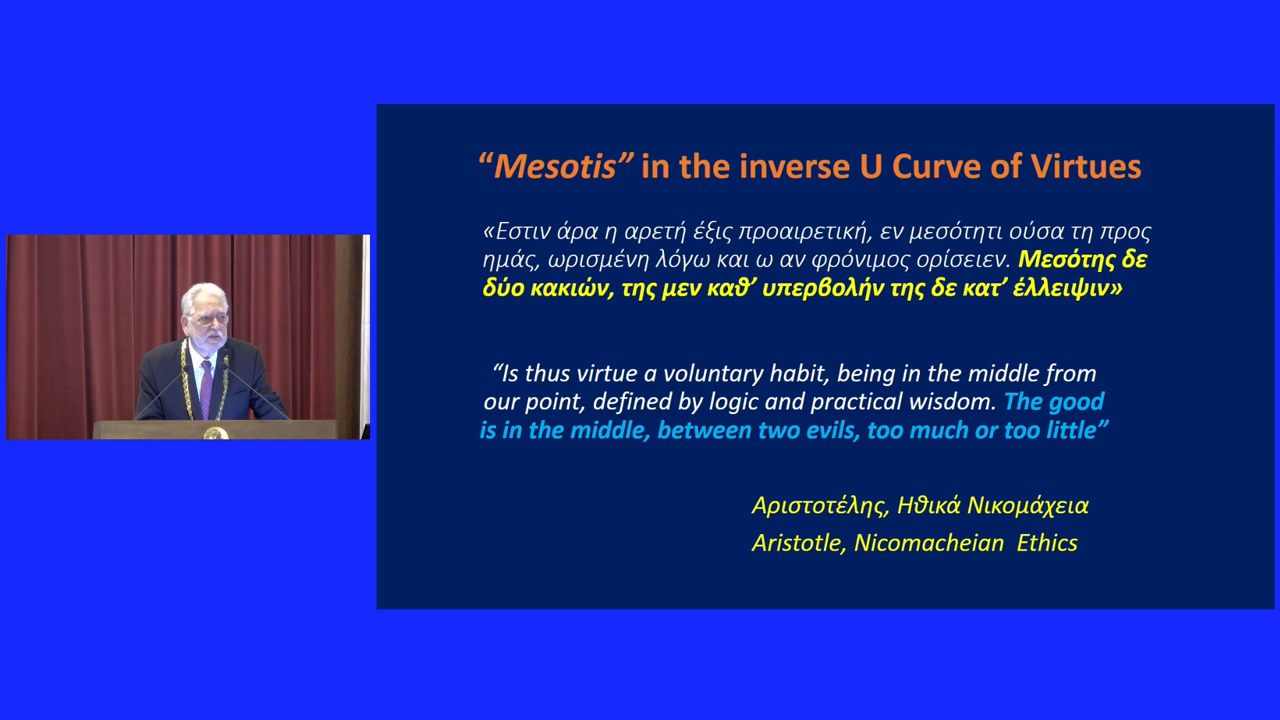 “Mesotis” in the inverse U Curve of Virtues
«Εστιν άρα η αρετή έξις προαιρετική, εν μεσότητι ούσα τη προς
ημάς, ωρισμένη λόγω και ω αν φρόνιμος ορίσειεν. Μεσότης δε
δύο κακιών, της μεν καθ’ υπερβολήν της δε κατ’ έλλειψιν»
“Is thus virtue a voluntary habit, being in the middle from
our point, defined by logic and practical wisdom. The good
is in the middle, between two evils, too much or too little”
Αριστοτέλης, Ηθικά Νικομάχεια
Aristotle, Nicomacheian Ethics